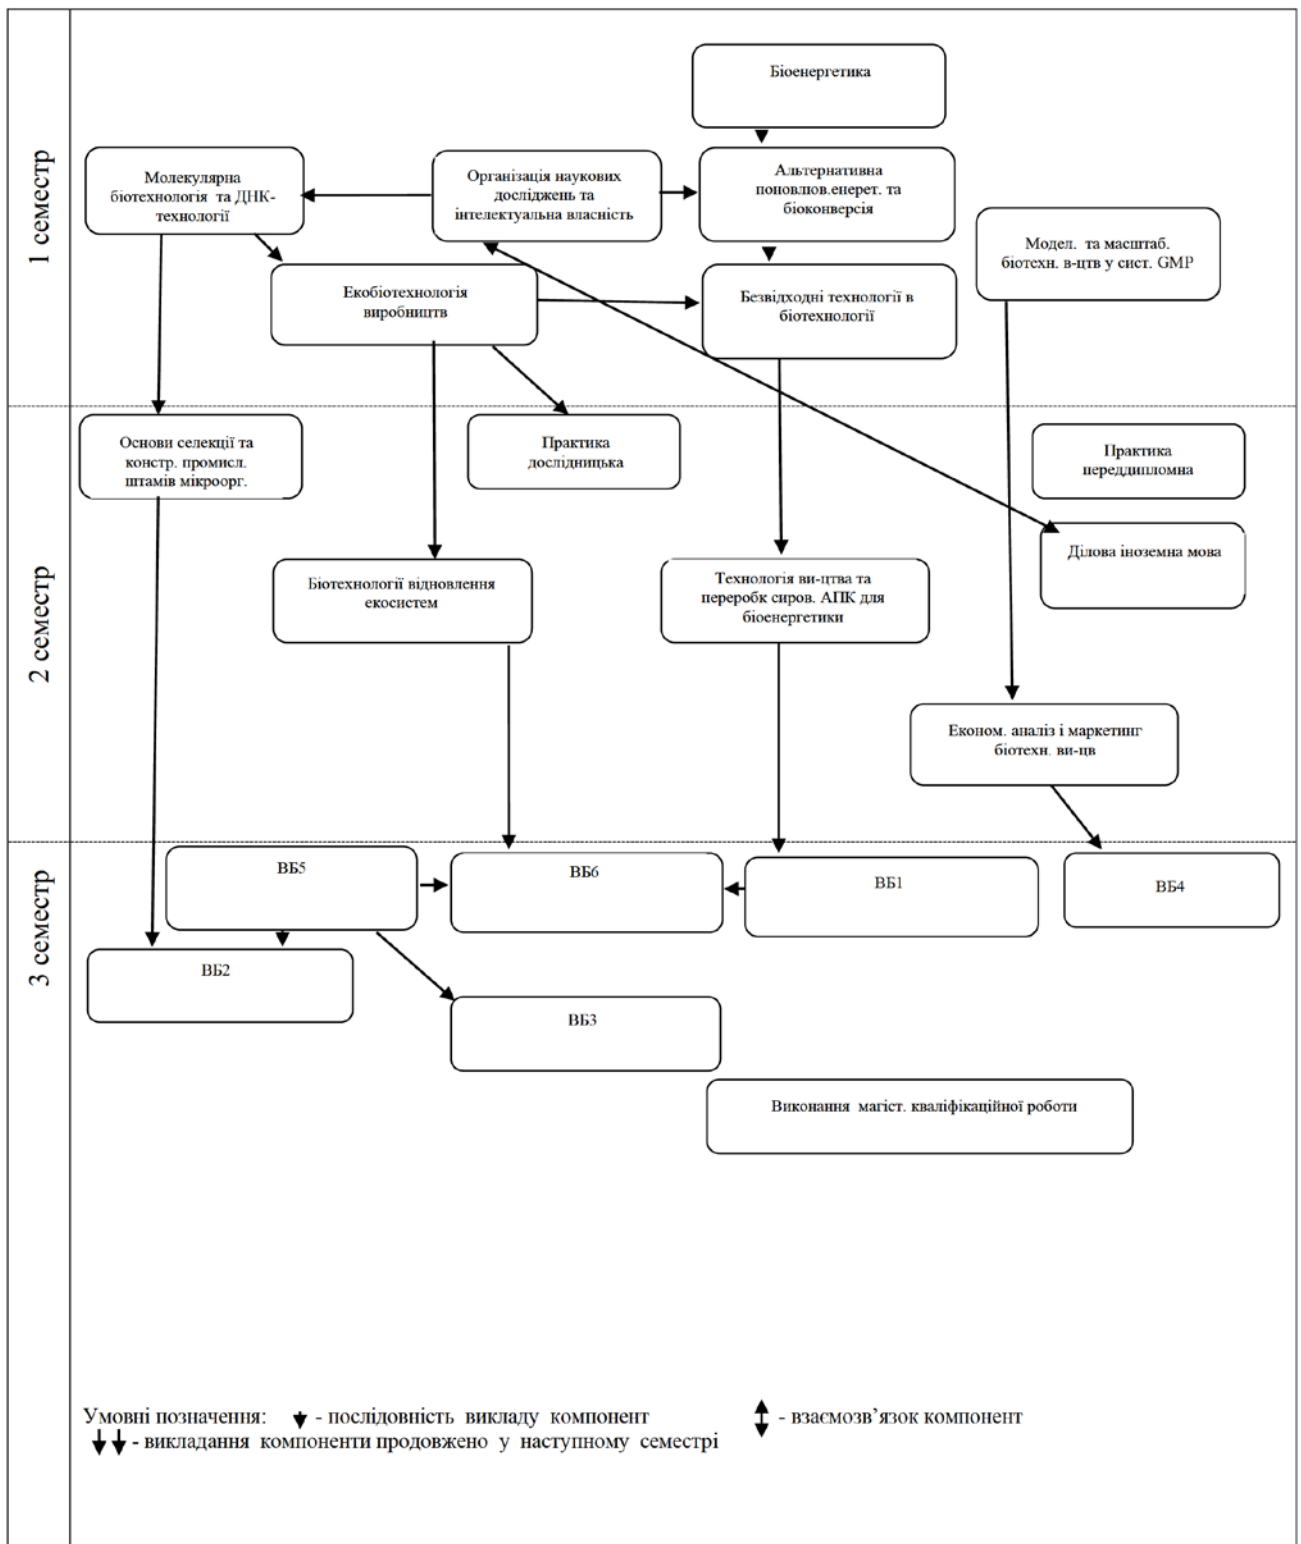 1 семестр
Біоенергетика
Молекулярна
біотехнологія та ДНК-
технології
Організація наукових
досліджень та
інтелектуальна власність
Альтернативна
поновлюв.енерет. та
біоконверсія
Модел. та масштаб.
біотехн. в-цтв у сист. GMP
Екобіотехнологія
виробництв
Безвідходні технології в
біотехнології
2 семестр
Основи селекції та
констр. промисл.
штамів мікроорг.
Практика
дослідницька
Практика
переддипломна
Ділова іноземна мова
Біотехнології відновлення
екосистем
Технологія ви-цтва та
переробк сиров. АПК для
біоенергетики
Економ. аналіз і маркетинг
біотехн. ви-цв
3 семестр
ВБ5
ВБ6
ВБ1
ВБ4
ВБ2
ВБ3
Виконання магіст. кваліфікаційної роботи
Умовні позначення: - послідовність викладу компонент - взаємозв’язок компонент
- викладання компоненти продовжено у наступному семестрі